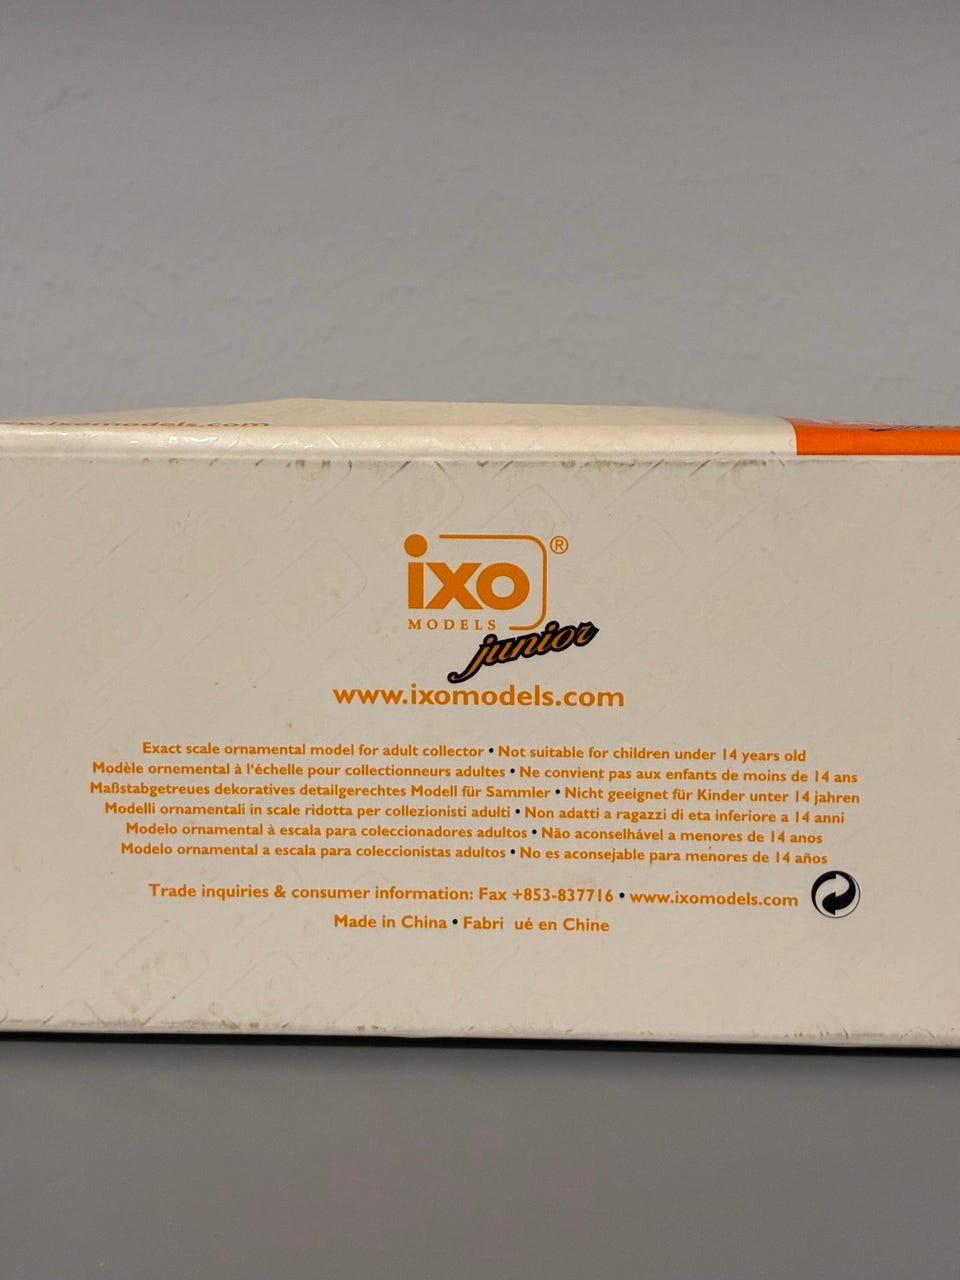 www.ixomodels.com
ixo ®
MODELS
junior
www.ixomodels.com
Exact scale ornamental model for adult collector • Not suitable for children under 14 years old
Modèle ornemental à l'échelle pour collectionneurs adultes • Ne convient pas aux enfants de moins de 14 ans
Maßstabgetreues dekoratives detailgerechtes Modell für Sammler • Nicht geeignet für Kinder unter 14 jahren
Modelli ornamentali in scale ridotta per collezionisti adulti • Non adatti a ragazzi di eta inferiore a 14 anni
Modelo ornamental à escala para coleccionadores adultos • Não aconselhável a menores de 14 anos
Modelo ornamental a escala para coleccionistas adultos • No es aconsejable para menores de 14 años
Trade inquiries & consumer information: Fax +853-837716 • www.ixomodels.com
Made in China • Fabri ué en Chine